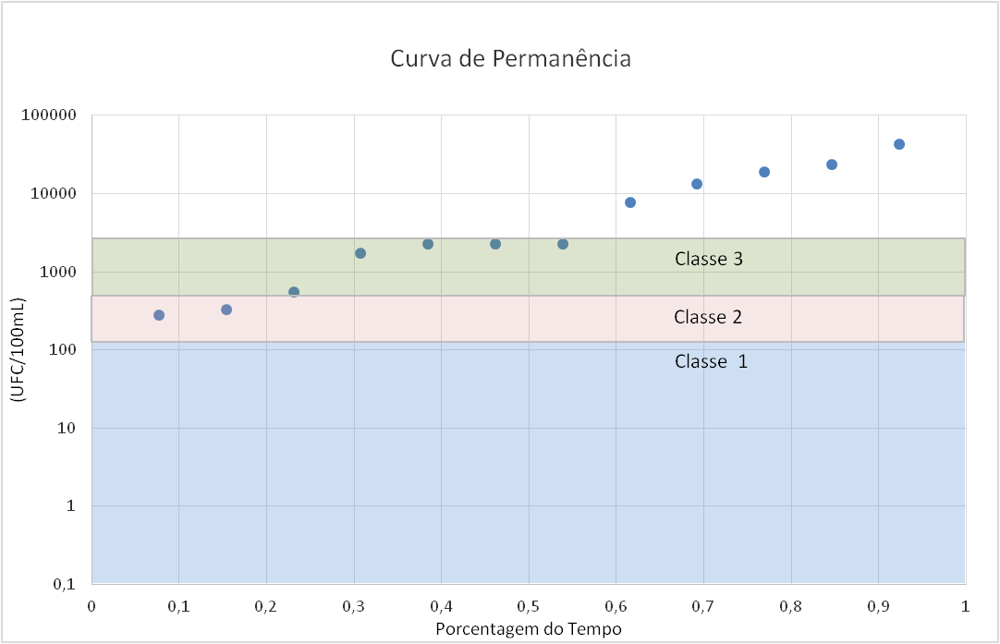 Curva de Permanência
100000
10000
1000
100
10
1
0,1
(UFC/100mL)
Classe 3
Classe 2
Classe 1
0 0,1 0,2 0,3 0,4 0,5 0,6 0,7 0,8 0,9 1
Porcentagem do Tempo